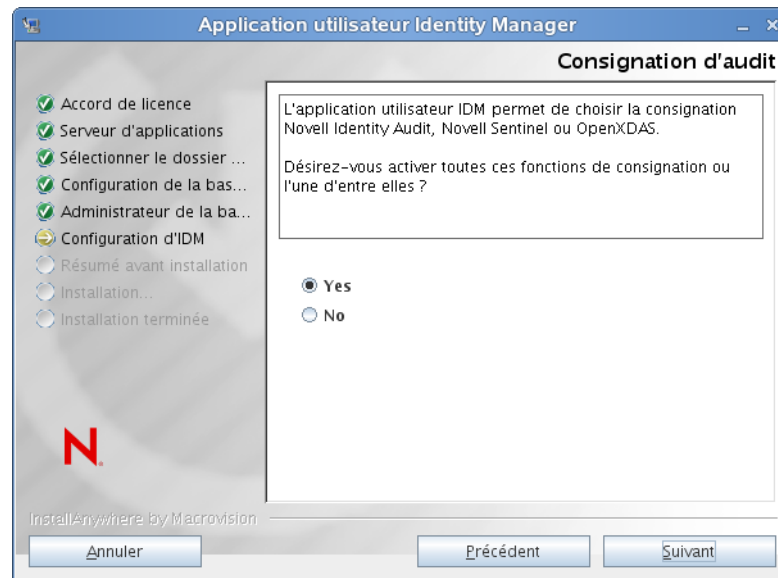 Application utilisateur Identity Manager
Consignation d'audit
Accord de licence
Serveur d'applications
Sélectionner le dossier ...
Configuration de la bas...
Administrateur de la ba...
Configuration d'IDM
Résumé avant installation
Installation...
Installation terminée
L'application utilisateur IDM permet de choisir la consignation
Novell Identity Audit, Novell Sentinel ou OpenXDAS.
Désirez-vous activer toutes ces fonctions de consignation ou
l'une d'entre elles ?
Yes
No
N
InstallAnywhere by Macrovision
Annuler
Précédent
Suivant